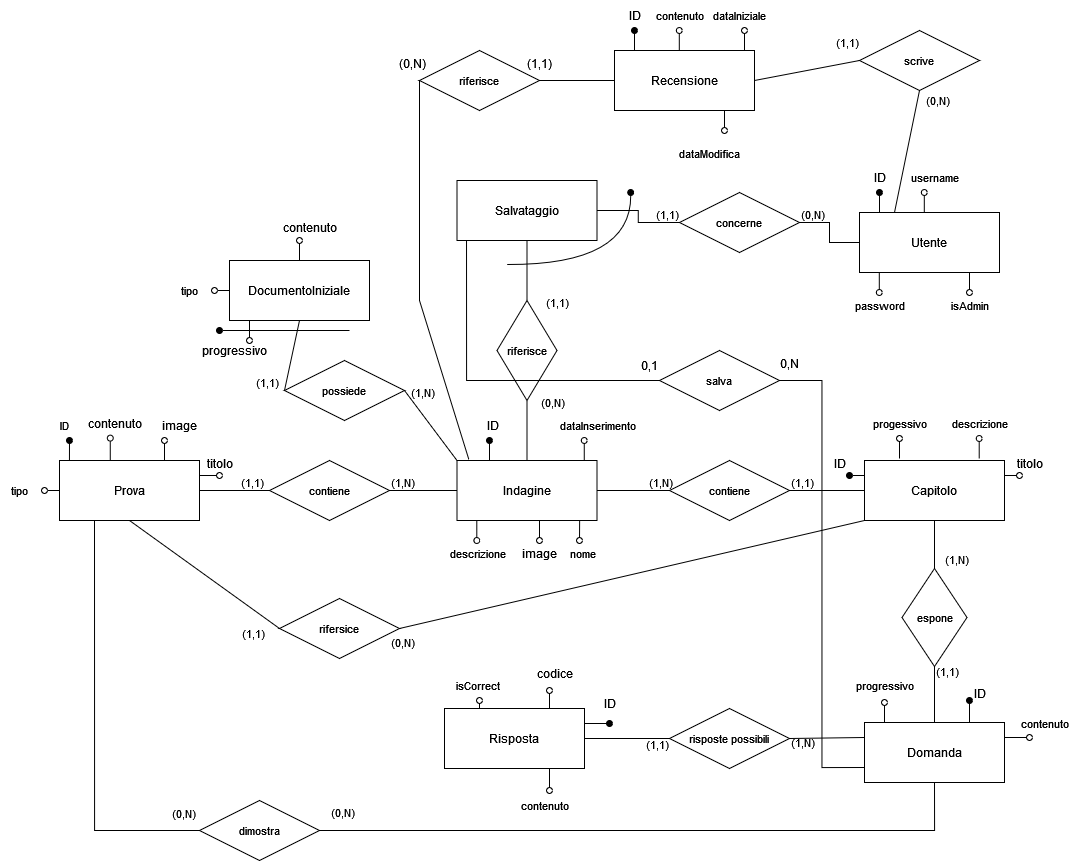 ID
contenuto
dataIniziale
(1,1)
scrive
(0,N)
riferisce
(1,1)
Recensione
(0,N)
dataModifica
ID
username
Salvataggio
(1,1)
concerne
(0,N)
Utente
contenuto
tipo
DocumentoIniziale
progressivo
password
isAdmin
(1,1)
riferisce
(1,1)
possiede
(1,N)
0,1
salva
0,N
(0,N)
ID
contenuto
image
titolo
ID
dataInserimento
progessivo
descrizione
ID
titolo
tipo
Prova
(1,1)
contiene
(1,N)
Indagine
(1,N)
contiene
(1,1)
Capitolo
descrizione
image
nome
(1,N)
espone
(1,1)
rifersice
(1,1)
(0,N)
isCorrect
codice
ID
progressivo
ID
contenuto
Risposta
(1,1)
risposte possibili
(1,N)
Domanda
contenuto
(0,N)
dimostra
(0,N)